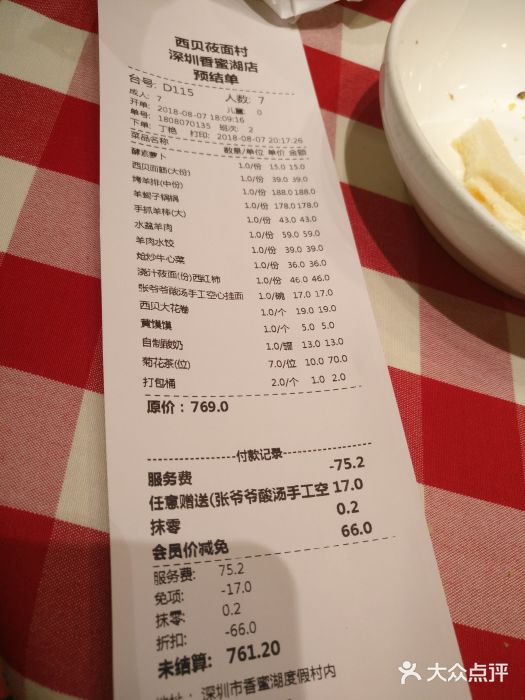 西贝莜面村
深圳香蜜湖店
预结单
台号: D115 人数: 7
成人: 7 儿童: 0
开单: 2018-08-07 18:09:16
单号: 1808070135 班次: 2
下单: 丁艳 打印: 2018-08-07 20:17:26
菜品名称 数量/单位 单价 金额
酵素萝卜 1.0/份 15.0 15.0
西贝面筋(大份) 1.0/份 39.0 39.0
烤羊排(中份) 1.0/份 188.0 188.0
羊蝎子锅锅 1.0/份 178.0 178.0
手抓羊棒(大) 1.0/份 43.0 43.0
水盆羊肉 1.0/份 59.0 59.0
羊肉水饺 1.0/份 39.0 39.0
炝炒牛心菜 1.0/份 36.0 36.0
浇汁莜面(份)西红柿 1.0/份 46.0 46.0
张爷爷酸汤手工空心挂面 1.0/碗 17.0 17.0
西贝大花卷 1.0/个 19.0 19.0
黄馍馍 1.0/个 5.0 5.0
自制酸奶 1.0/罐 13.0 13.0
菊花茶(位) 7.0/位 10.0 70.0
打包桶 2.0/个 1.0 2.0
原价: 769.0
付款记录
服务费 -75.2
任意赠送(张爷爷酸汤手工空 17.0
抹零 0.2
会员价减免 66.0
服务费: 75.2
免项: -17.0
抹零: 0.2
折扣: -66.0
未结算: 761.20
地址: 深圳市香蜜湖度假村内
大众点评